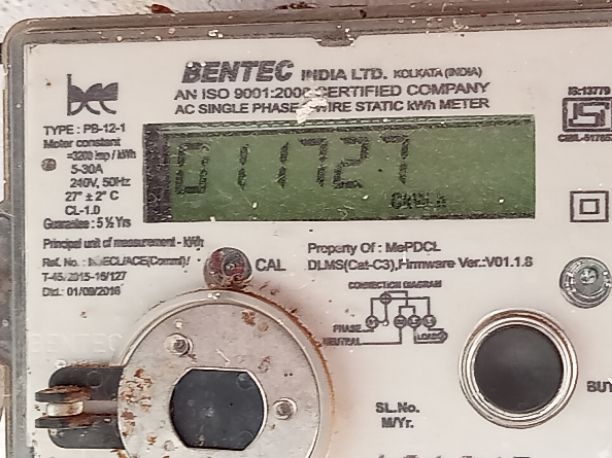 BENTEC INDIA LTD. KOLKATA (INDIA)
AN ISO 9001:2000 CERTIFIED COMPANY
AC SINGLE PHASE WIRE STATIC kWh METER
IS:13779
TYPE : PB-12-1
Meter constant
=3200 imp / kWh
5-30A
240V, 50Hz
27° ± 2° C
CL-1.0
Guarantee : 5 ½ Yrs
011727
CkW.h
Principal unit of measurement - kWh
Property Of : MePDCL
DLMS(Cat-C3),Firmware Ver.:V01.1.8
T-45/2015-16/127
Dtd.: 01/09/2016
CAL
CONNECTION DIAGRAM
PHASE
NEUTRAL
LOAD
BENTEC
SL.No.
M/Yr.